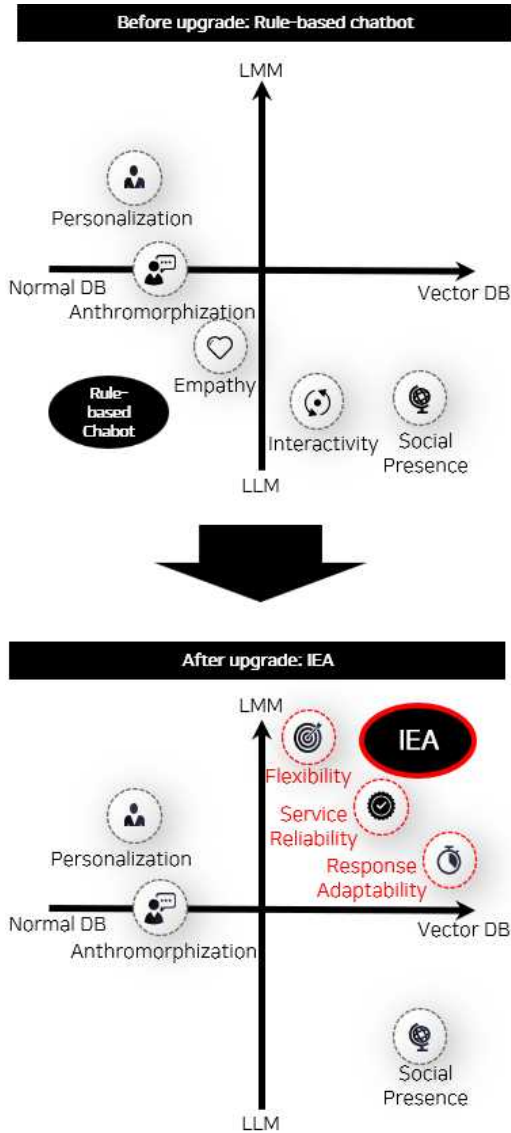 Before upgrade: Rule-based chatbot
LMM
Personalization
Normal DB
Vector DB
Anthromorphization
Empathy
Rule-
based
Chabot
Interactivity
Social
Presence
LLM
After upgrade: IEA
LMM
IEA
Flexibility
Service
Reliability
Personalization
Response
Adaptability
Normal DB
Vector DB
Anthromorphization
Social
Presence
LLM